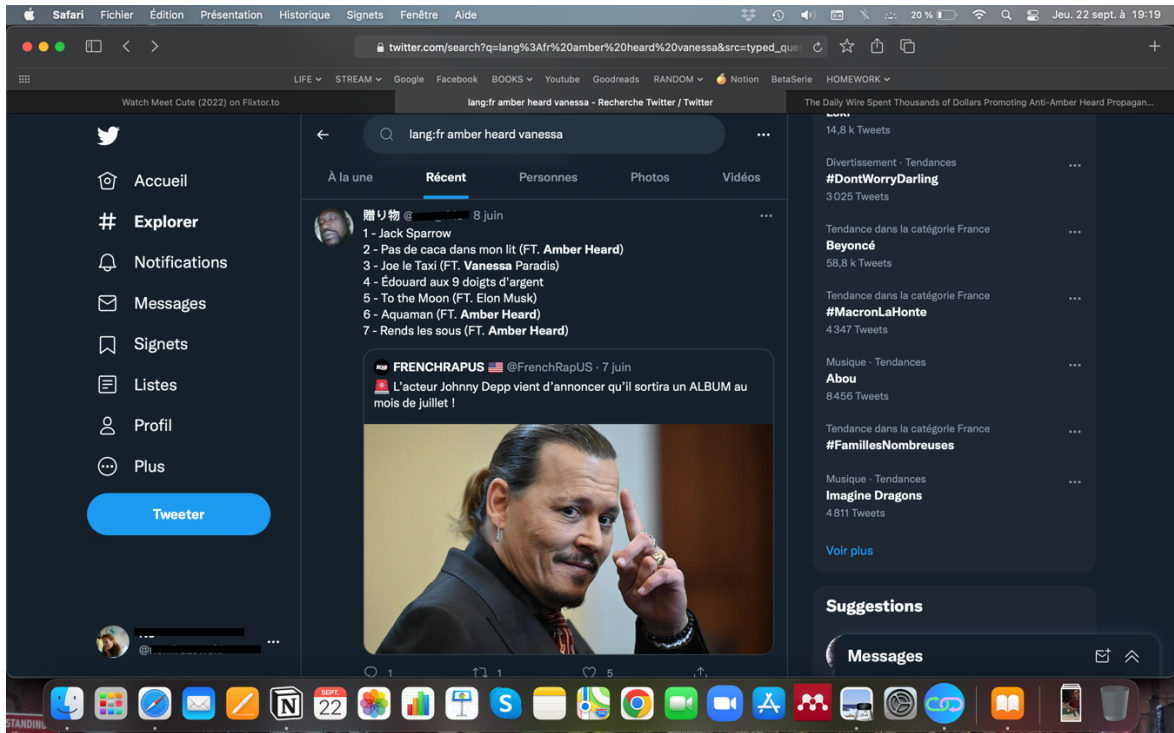 Safari Fichier Édition Présentation Historique Signets Fenêtre Aide 20 % Jeu. 22 sept. à 19:19
twitter.com/search?q=lang%3Afr%20amber%20heard%20vanessa&src=typed_que
LIFE STREAM Google Facebook BOOKS Youtube Goodreads RANDOM Notion BetaSerie HOMEWORK
Watch Meet Cute (2022) on Flixtor.to
lang:fr amber heard vanessa - Recherche Twitter / Twitter
The Daily Wire Spent Thousands of Dollars Promoting Anti-Amber Heard Propagan...
Accueil
Explorer
Notifications
Messages
Signets
Listes
Profil
Plus
Tweeter
@
lang:fr amber heard vanessa
À la une Récent Personnes Photos Vidéos
贈り物 @ 8 juin
1 - Jack Sparrow
2 - Pas de caca dans mon lit (FT. Amber Heard)
3 - Joe le Taxi (FT. Vanessa Paradis)
4 - Édouard aux 9 doigts d'argent
5 - To the Moon (FT. Elon Musk)
6 - Aquaman (FT. Amber Heard)
7 - Rends les sous (FT. Amber Heard)
FRENCHRAPUS 🇺🇸 @FrenchRapUS · 7 juin
🚨 L'acteur Johnny Depp vient d'annoncer qu'il sortira un ALBUM au
mois de juillet !
1 1 5
14,8 k Tweets
Divertissement · Tendances
#DontWorryDarling
3 025 Tweets
Tendance dans la catégorie France
Beyoncé
58,8 k Tweets
Tendance dans la catégorie France
#MacronLaHonte
4 347 Tweets
Musique · Tendances
Abou
8 456 Tweets
Tendance dans la catégorie France
#FamillesNombreuses
Musique · Tendances
Imagine Dragons
4 811 Tweets
Voir plus
Suggestions
Messages
SEPT.
22
STANDING